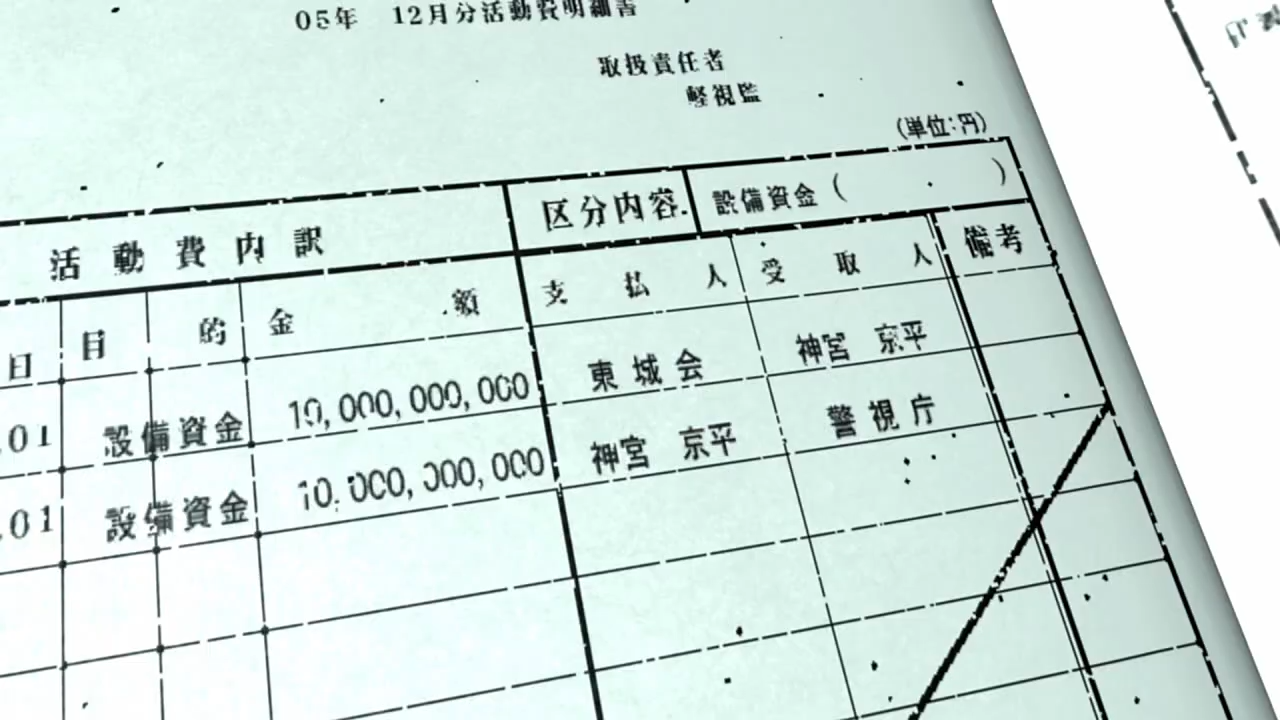 05年 12月分活動費明細書
取扱責任者
軽視監
(単位:円)
活動費内訳 区分内容 設備資金( )
日 目的 金額 支払人 受取人 備考
.01 設備資金 10,000,000,000 東城会 神宮 京平
.01 設備資金 10,000,000,000 神宮 京平 警視庁